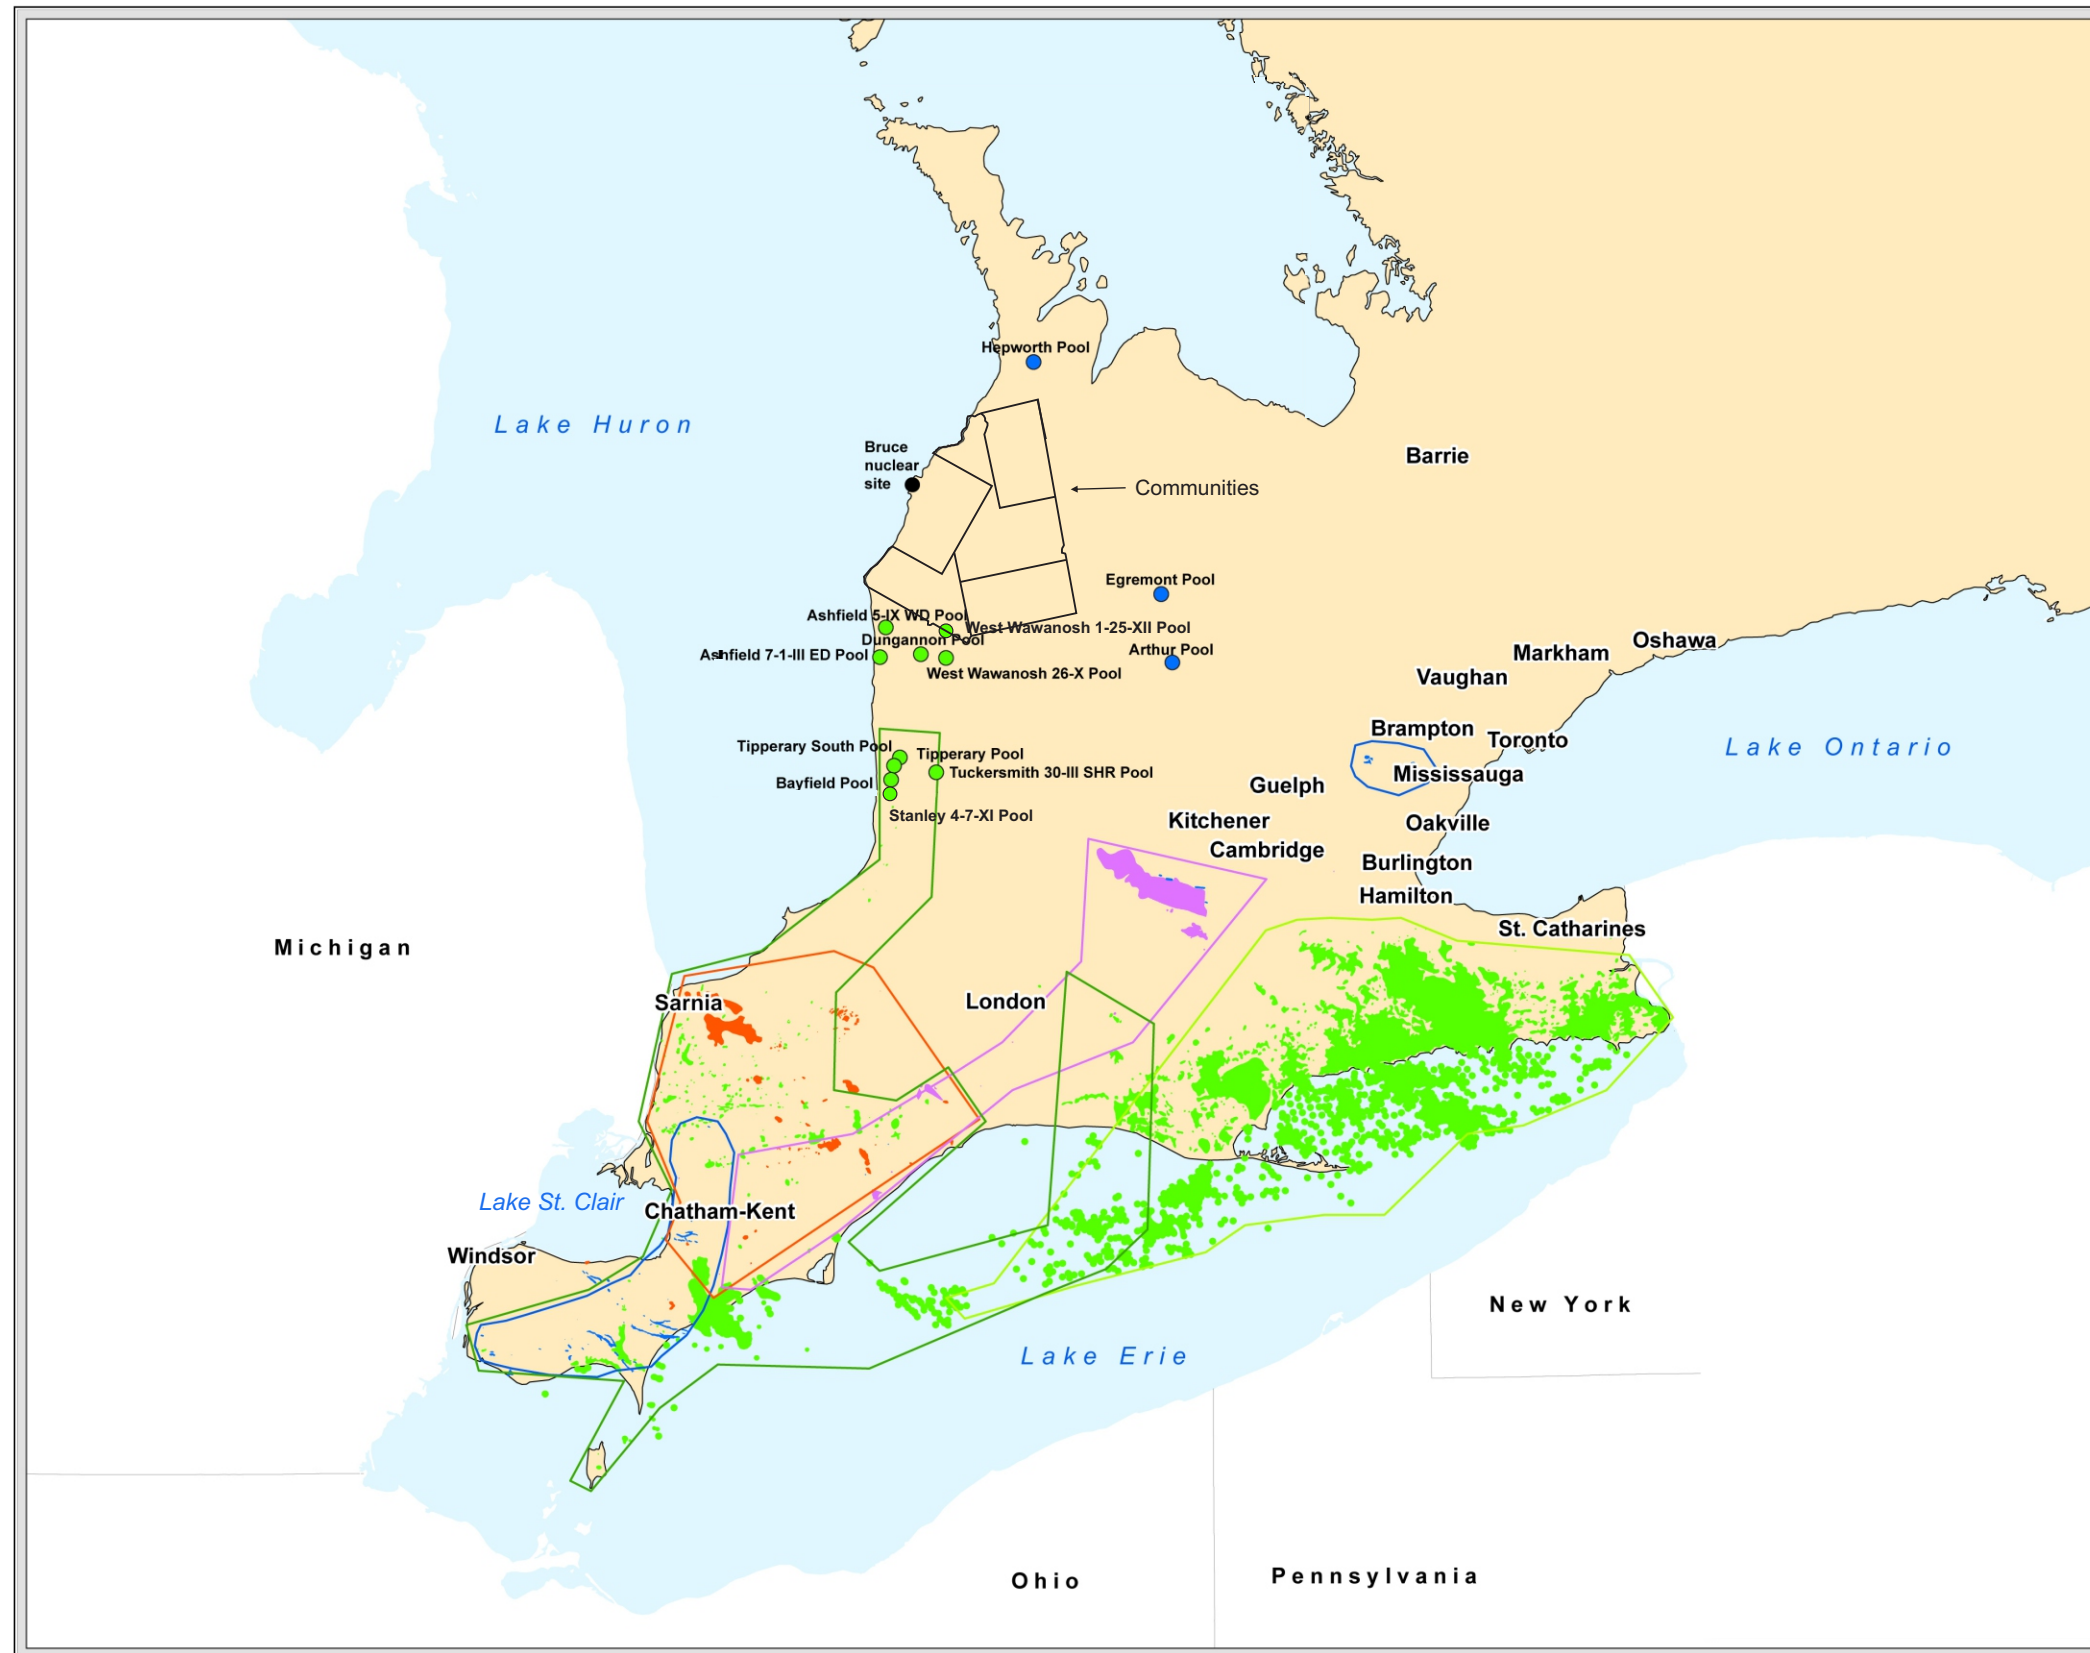 Hepworth Pool
Lake Huron
Bruce
nuclear
site
Barrie
Communities
Egremont Pool
Ashfield 5-IX WD Pool
West Wawanosh 1-25-XII Pool
Dungannon Pool
Ashfield 7-1-III ED Pool
Arthur Pool
West Wawanosh 26-X Pool
Oshawa
Markham
Vaughan
Brampton
Toronto
Lake Ontario
Tipperary South Pool
Tipperary Pool
Tuckersmith 30-III SHR Pool
Mississauga
Bayfield Pool
Guelph
Stanley 4-7-XI Pool
Kitchener
Oakville
Cambridge
Burlington
Hamilton
St. Catharines
Michigan
Sarnia
London
Lake St. Clair
Chatham-Kent
Windsor
New York
Lake Erie
Ohio
Pennsylvania